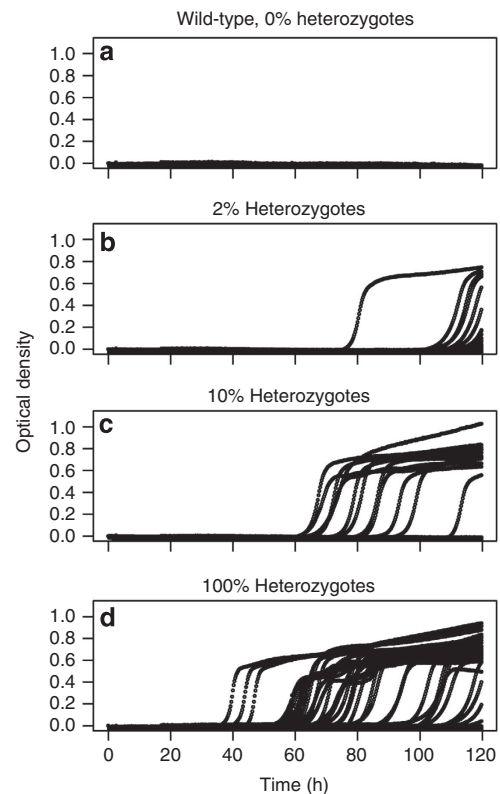 Wild-type, 0% heterozygotes
a
1.0
0.8
0.6
0.4
0.2
0.0
2% Heterozygotes
b
1.0
0.8
0.6
0.4
0.2
0.0
Optical density
10% Heterozygotes
c
1.0
0.8
0.6
0.4
0.2
0.0
100% Heterozygotes
d
1.0
0.8
0.6
0.4
0.2
0.0
0 20 40 60 80 100 120
Time (h)